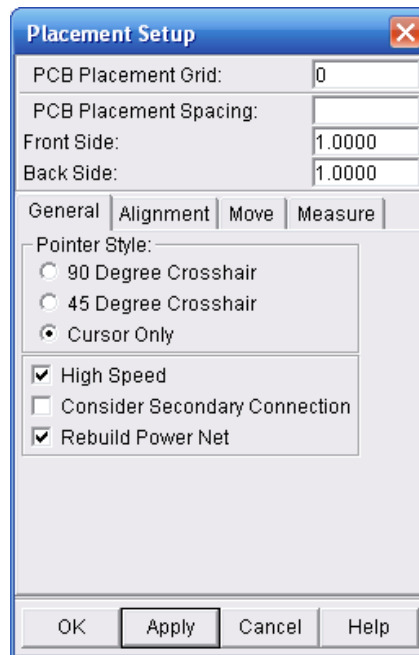 Placement Setup
PCB Placement Grid: 0
PCB Placement Spacing:
Front Side: 1.0000
Back Side: 1.0000
General Alignment Move Measure
Pointer Style:
90 Degree Crosshair
45 Degree Crosshair
Cursor Only
High Speed
Consider Secondary Connection
Rebuild Power Net
OK Apply Cancel Help